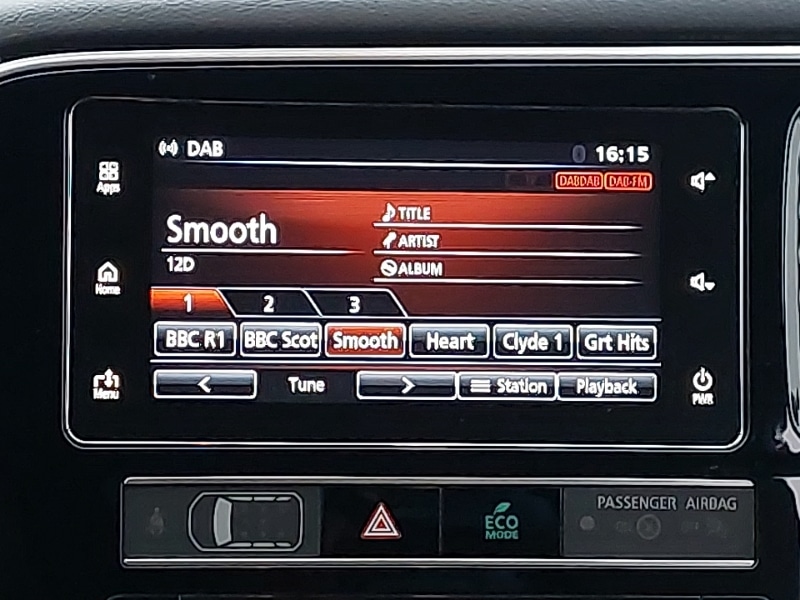 DAB
16:15
Apps
DABDAB DAB-FM
TITLE
Smooth
ARTIST
12D
ALBUM
Home
1 2 3
BBC R1 BBC Scot Smooth Heart Clyde 1 Grt Hits
< Tune > Station Playback
Menu
PWR
PASSENGER AIRBAG
ECO
MODE